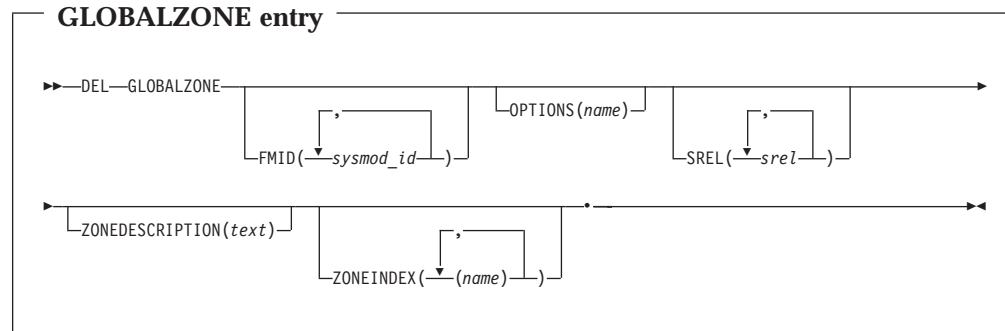 GLOBALZONE entry
DEL GLOBALZONE
FMID( sysmod_id , )
OPTIONS(name)
SREL( srel , )
ZONEDESCRIPTION(text)
ZONEINDEX( (name) , )
.